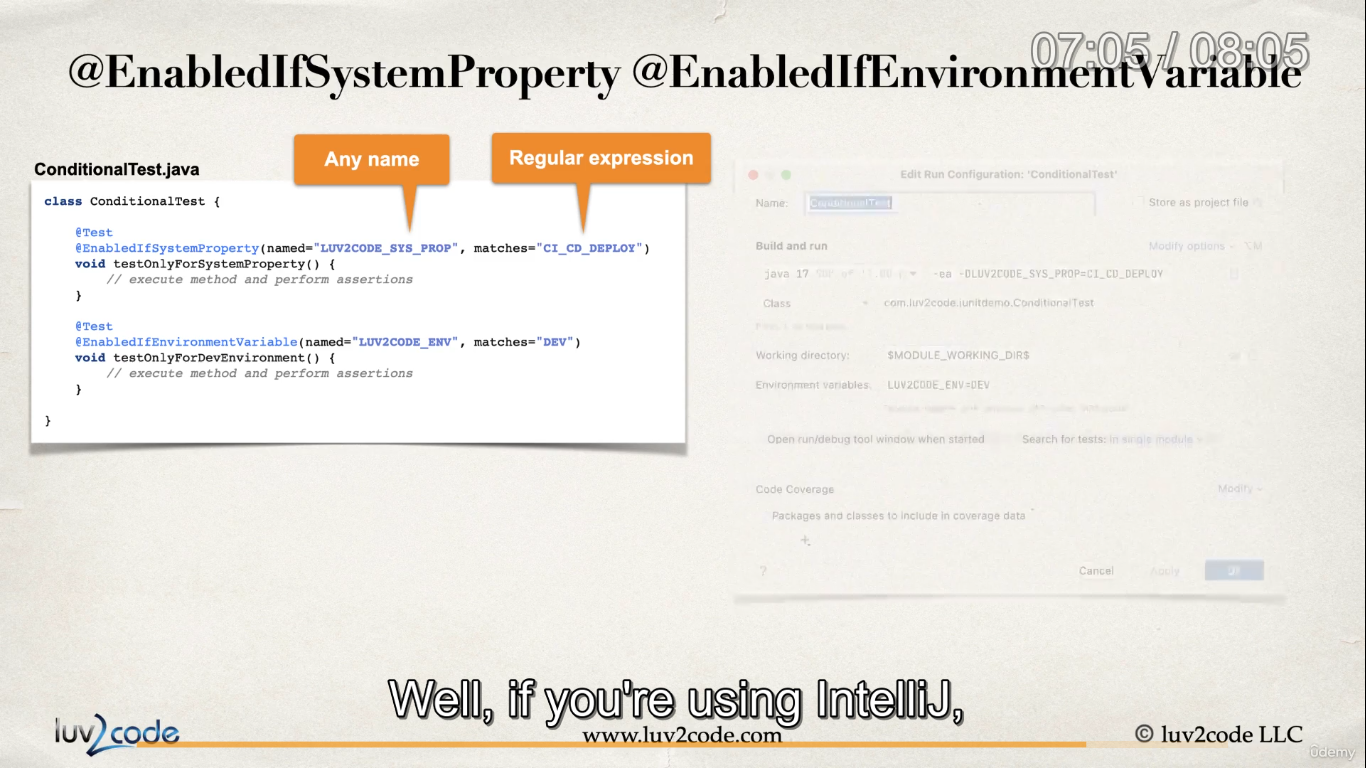 @EnabledIfSystemProperty @EnabledIfEnvironmentVariable
07:05 / 08:05
ConditionalTest.java
Any name
Regular expression
class ConditionalTest {
@Test
@EnabledIfSystemProperty(named="LUV2CODE_SYS_PROP", matches="CI_CD_DEPLOY")
void testOnlyForSystemProperty() {
// execute method and perform assertions
}
@Test
@EnabledIfEnvironmentVariable(named="LUV2CODE_ENV", matches="DEV")
void testOnlyForDevEnvironment() {
// execute method and perform assertions
}
}
Edit Run Configuration: 'ConditionalTest'
Name: ConditionalTest Store as project file
Build and run Modify options
java 17 -ea -DLUV2CODE_SYS_PROP=CI_CD_DEPLOY
Class com.luv2code.junitdemo.ConditionalTest
Working directory: $MODULE_WORKING_DIR$
Environment variables: LUV2CODE_ENV=DEV
Open run/debug tool window when started Search for tests: in single module
Code Coverage Modify
Packages and classes to include in coverage data
+
? Cancel Apply OK
Well, if you're using IntelliJ,
luv2code
www.luv2code.com
© luv2code LLC
ûdemy